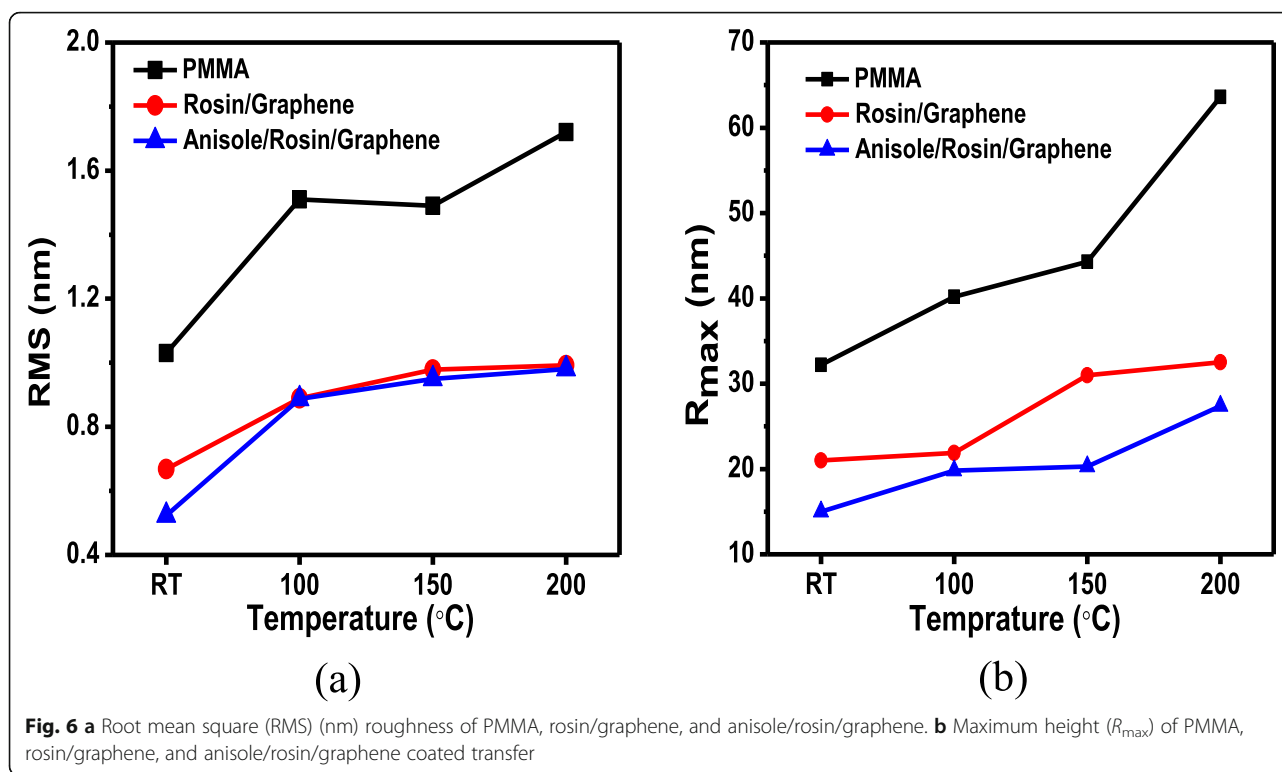 2.0
1.6
1.2
0.8
0.4
RMS (nm)
PMMA
Rosin/Graphene
Anisole/Rosin/Graphene
RT 100 150 200
Temperature (°C)
(a)
70
60
50
40
30
20
10
Rmax (nm)
PMMA
Rosin/Graphene
Anisole/Rosin/Graphene
RT 100 150 200
Temprature (°C)
(b)
Fig. 6 a Root mean square (RMS) (nm) roughness of PMMA, rosin/graphene, and anisole/rosin/graphene. b Maximum height (Rmax) of PMMA,
rosin/graphene, and anisole/rosin/graphene coated transfer